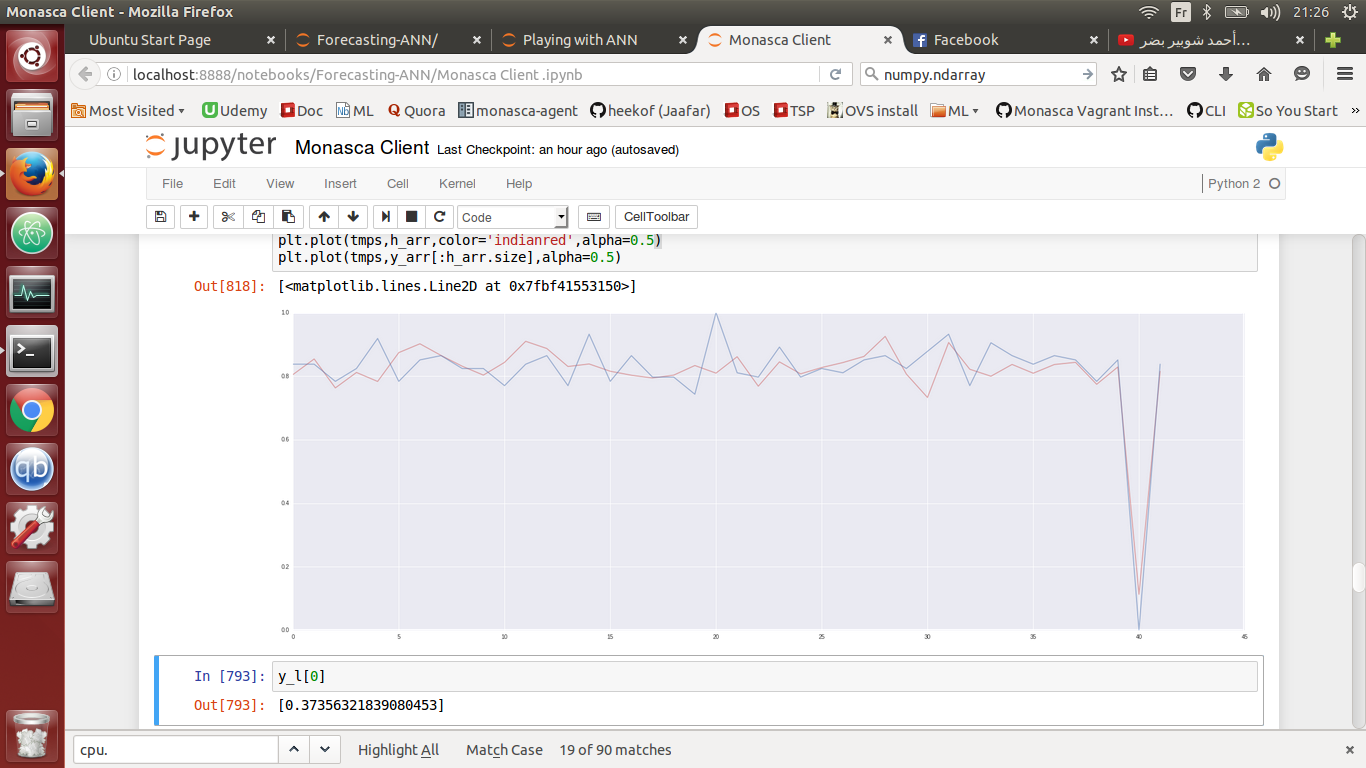 Monasca Client - Mozilla Firefox
Fr
21:26
Ubuntu Start Page
Forecasting-ANN/
Playing with ANN
Monasca Client
Facebook
أحمد شوبير بضر...
localhost:8888/notebooks/Forecasting-ANN/Monasca Client .ipynb
numpy.ndarray
Most Visited
Udemy
Doc
ML
Quora
monasca-agent
heekof (Jaafar)
OS
TSP
OVS install
ML
Monasca Vagrant Inst...
CLI
So You Start
jupyter Monasca Client Last Checkpoint: an hour ago (autosaved)
File Edit View Insert Cell Kernel Help
Python 2
Code
CellToolbar
plt.plot(tmps,h_arr,color='indianred',alpha=0.5)
plt.plot(tmps,y_arr[:h_arr.size],alpha=0.5)
Out[818]: [<matplotlib.lines.Line2D at 0x7fbf41553150>]
1.0
0.8
0.6
0.4
0.2
0.0
0 5 10 15 20 25 30 35 40 45
In [793]: y_l[0]
Out[793]: [0.37356321839080453]
qb
cpu.
Highlight All
Match Case
19 of 90 matches